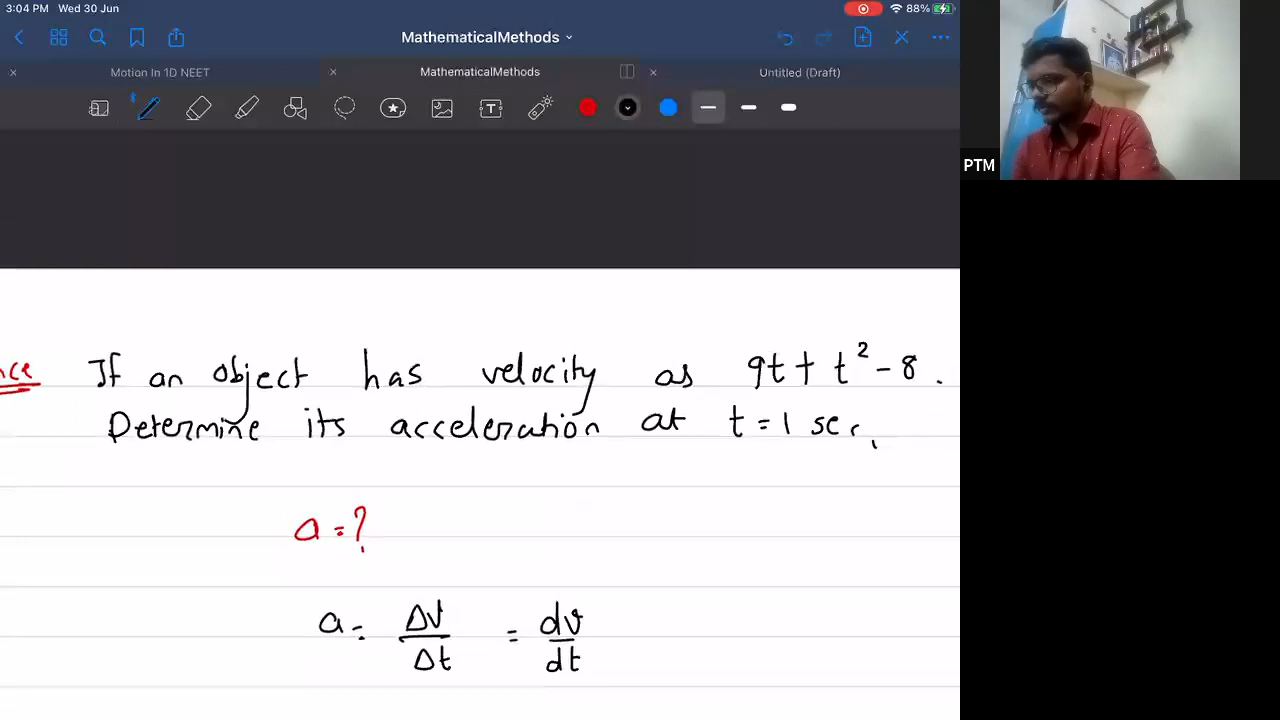 3:04 PM Wed 30 Jun
88%
MathematicalMethods
Motion In 1D NEET
MathematicalMethods
Untitled (Draft)
T
PTM
If an object has velocity as 9t + t² - 8 .
Determine its acceleration at t = 1 sec.
a = ?
a = Δv/Δt = dv/dt